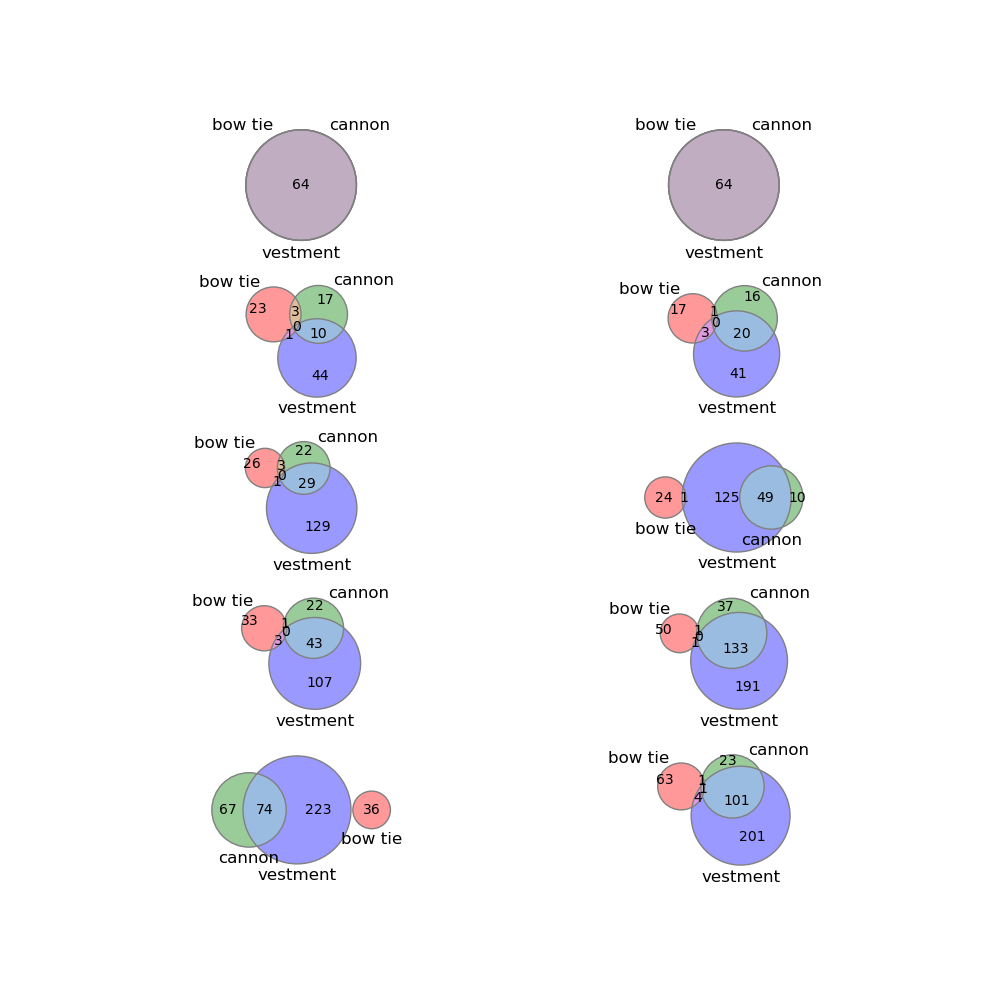 bow tie cannon
64
vestment
bow tie cannon
64
vestment
bow tie cannon
23 3 17
0
1 10
44
vestment
bow tie cannon
17 1 16
0
3 20
41
vestment
bow tie cannon
26 3 22
0
1 29
129
vestment
24 1 125 49 10
bow tie cannon
vestment
bow tie cannon
33 1 22
0
3 43
107
vestment
bow tie cannon
50 1 37
0
1 133
191
vestment
67 74 223 36
cannon bow tie
vestment
bow tie cannon
63 1 23
1
4 101
201
vestment